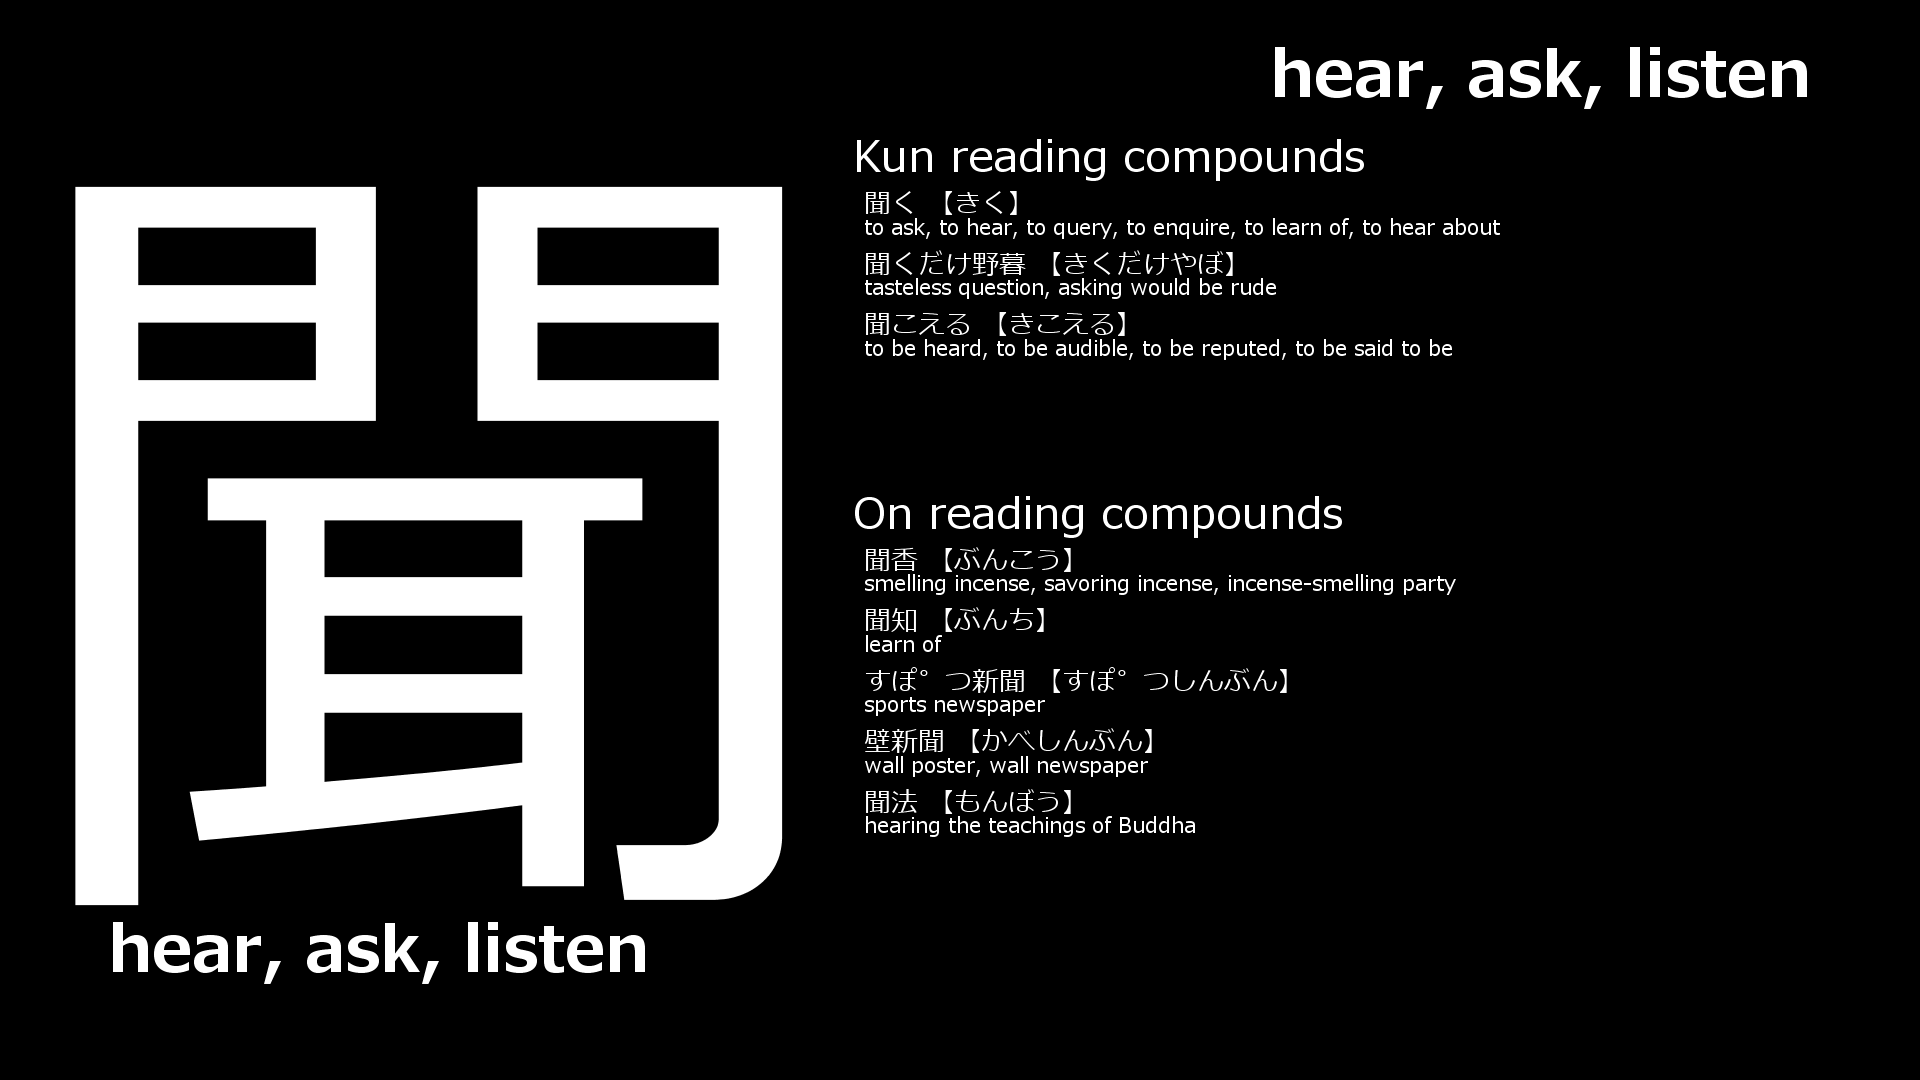 hear, ask, listen
聞
hear, ask, listen
Kun reading compounds
聞く 【きく】
to ask, to hear, to query, to enquire, to learn of, to hear about
聞くだけ野暮 【きくだけやぼ】
tasteless question, asking would be rude
聞こえる 【きこえる】
to be heard, to be audible, to be reputed, to be said to be
On reading compounds
聞香 【ぶんこう】
smelling incense, savoring incense, incense-smelling party
聞知 【ぶんち】
learn of
すぽ゜つ新聞 【すぽ゜つしんぶん】
sports newspaper
壁新聞 【かべしんぶん】
wall poster, wall newspaper
聞法 【もんぼう】
hearing the teachings of Buddha